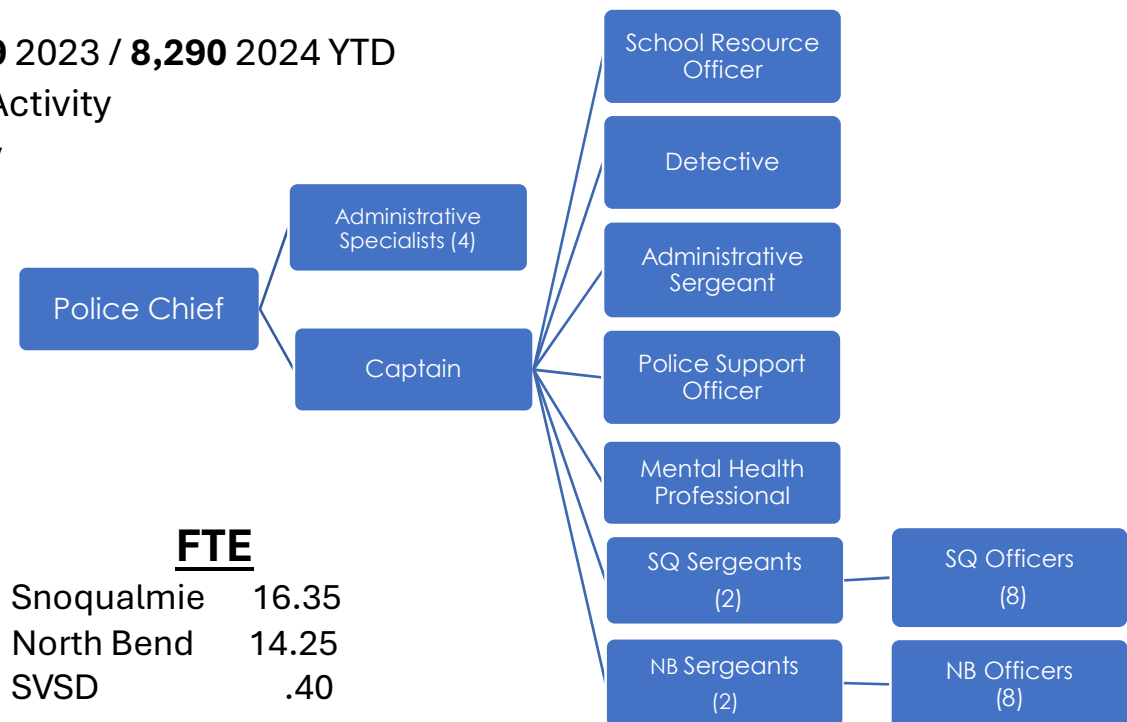 9 2023 / 8,290 2024 YTD
Activity
School Resource
Officer
Detective
Administrative
Specialists (4)
Administrative
Sergeant
Police Chief
Captain
Police Support
Officer
Mental Health
Professional
FTE
Snoqualmie 16.35
North Bend 14.25
SVSD .40
SQ Sergeants
(2)
SQ Officers
(8)
NB Sergeants
(2)
NB Officers
(8)